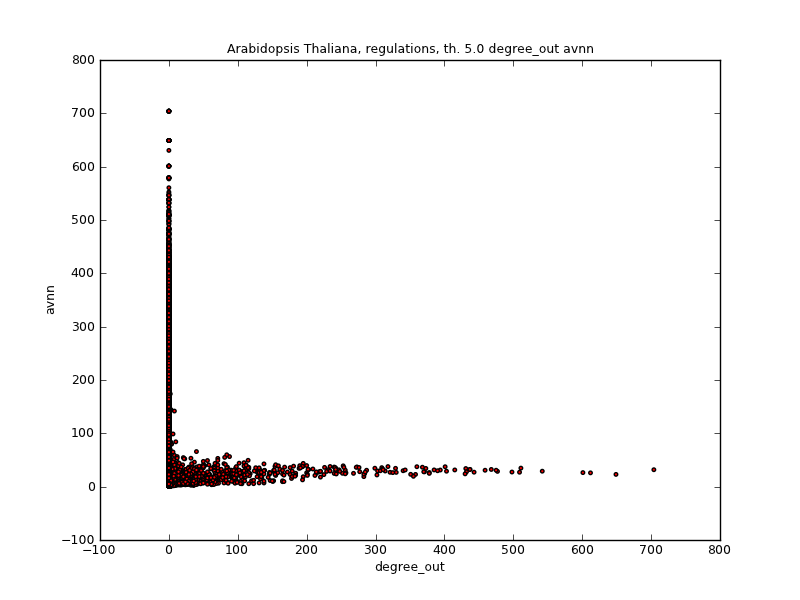 Arabidopsis Thaliana, regulations, th. 5.0 degree_out avnn
800
700
600
500
400
300
200
100
0
−100
avnn
−100 0 100 200 300 400 500 600 700 800
degree_out